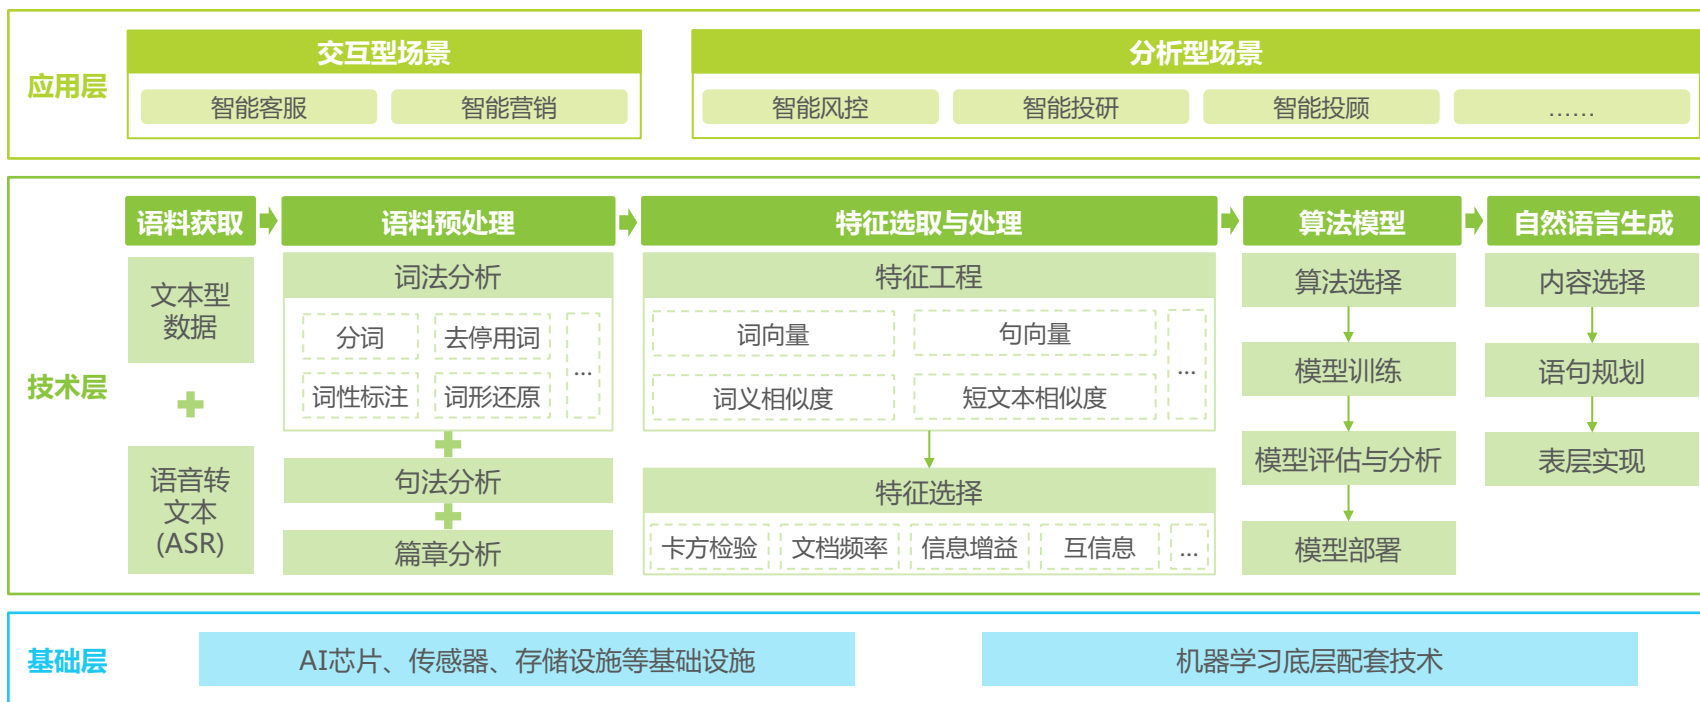 应用层
交互型场景
智能客服
智能营销
分析型场景
智能风控
智能投研
智能投顾
……
技术层
语料获取
文本型
数据
语音转
文本
(ASR)
语料预处理
词法分析
分词
去停用词
词性标注
词形还原
...
句法分析
篇章分析
特征选取与处理
特征工程
词向量
句向量
词义相似度
短文本相似度
...
特征选择
卡方检验
文档频率
信息增益
互信息
...
算法模型
算法选择
模型训练
模型评估与分析
模型部署
自然语言生成
内容选择
语句规划
表层实现
基础层
AI芯片、传感器、存储设施等基础设施
机器学习底层配套技术